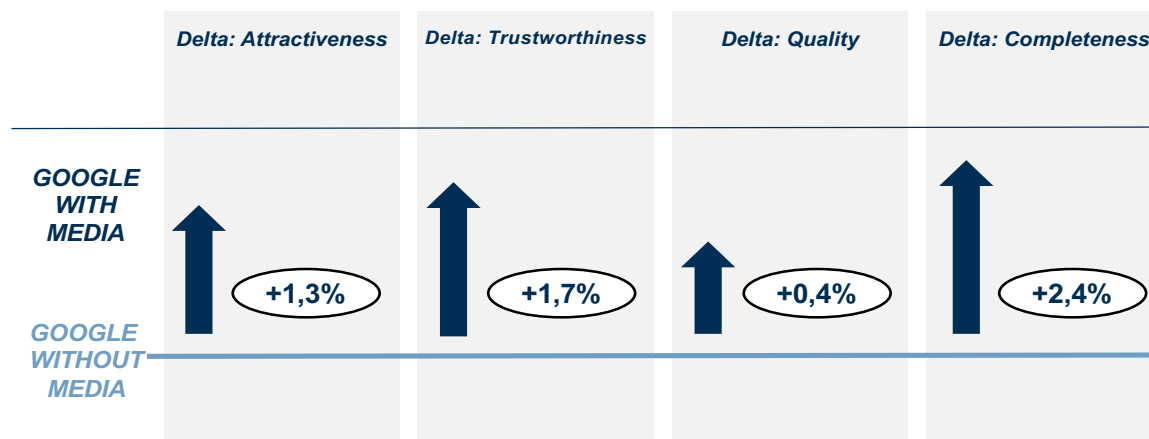 Delta: Attractiveness
Delta: Trustworthiness
Delta: Quality
Delta: Completeness
GOOGLE
WITH
MEDIA
+1,3%
+1,7%
+0,4%
+2,4%
GOOGLE
WITHOUT
MEDIA